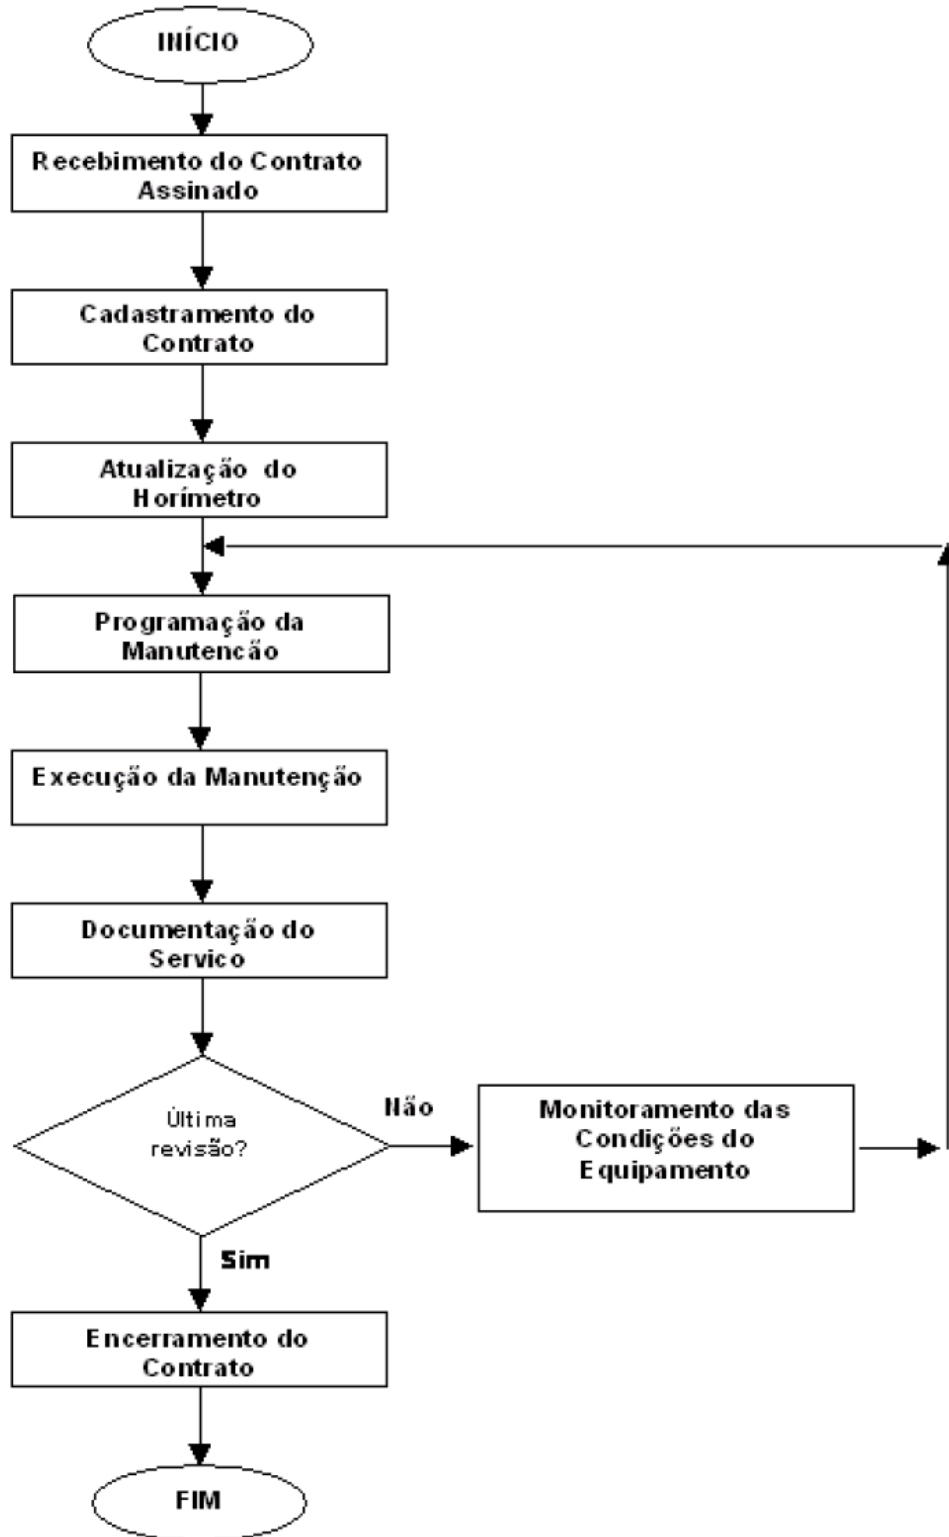 INÍCIO
Recebimento do Contrato
Assinado
Cadastramento do
Contrato
Atualização do
Horímetro
Programação da
Manutencão
Execução da Manutenção
Documentação do
Servico
Última
revisão?
Não
Monitoramento das
Condições do
Equipamento
Sim
Encerramento do
Contrato
FIM